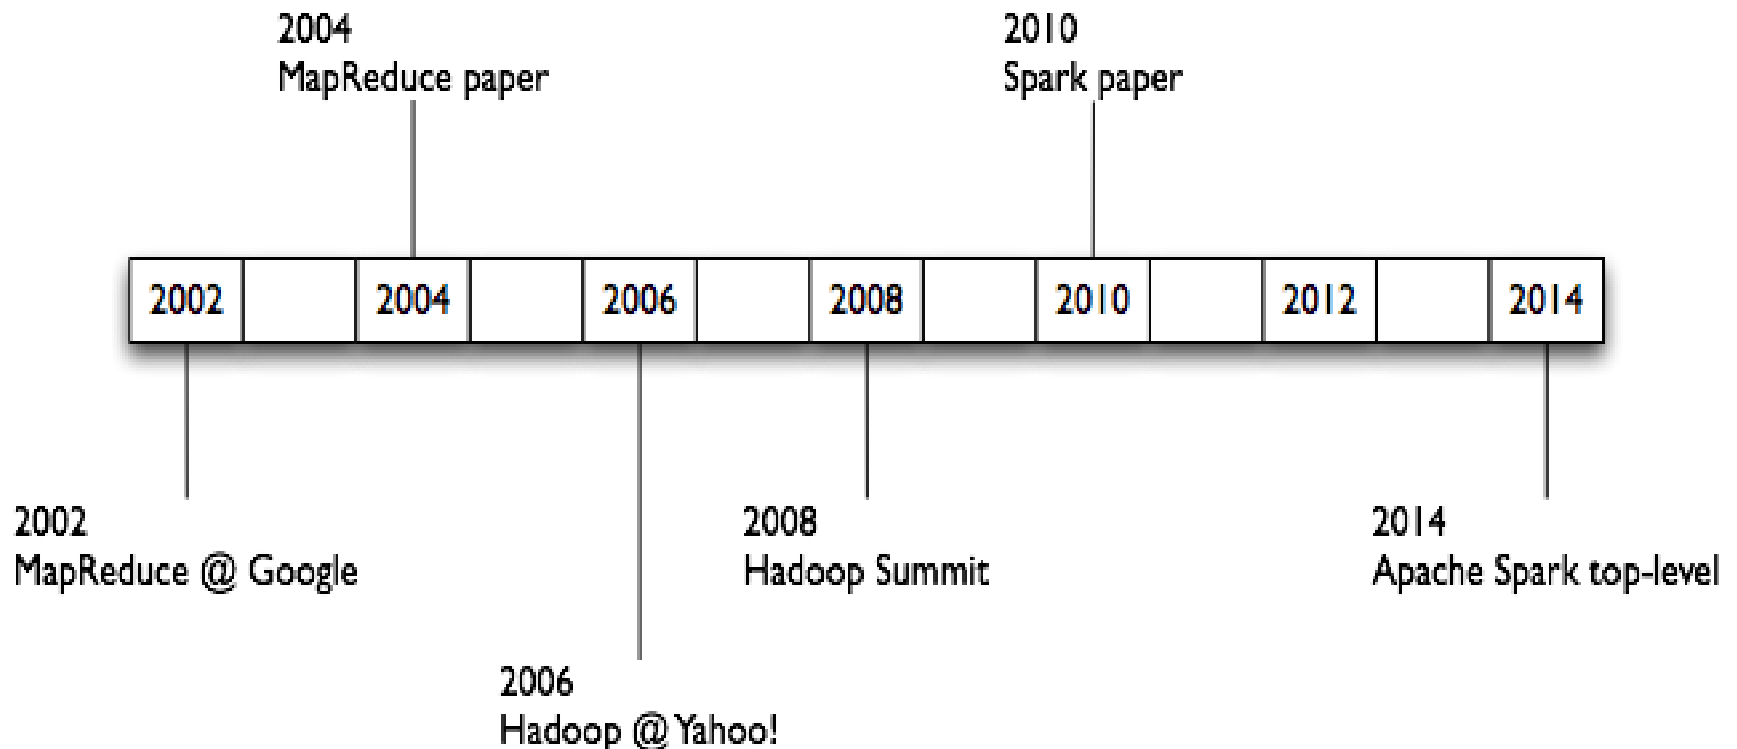 2004
MapReduce paper
2010
Spark paper
2002 2004 2006 2008 2010 2012 2014
2002
MapReduce @ Google
2008
Hadoop Summit
2014
Apache Spark top-level
2006
Hadoop @ Yahoo!